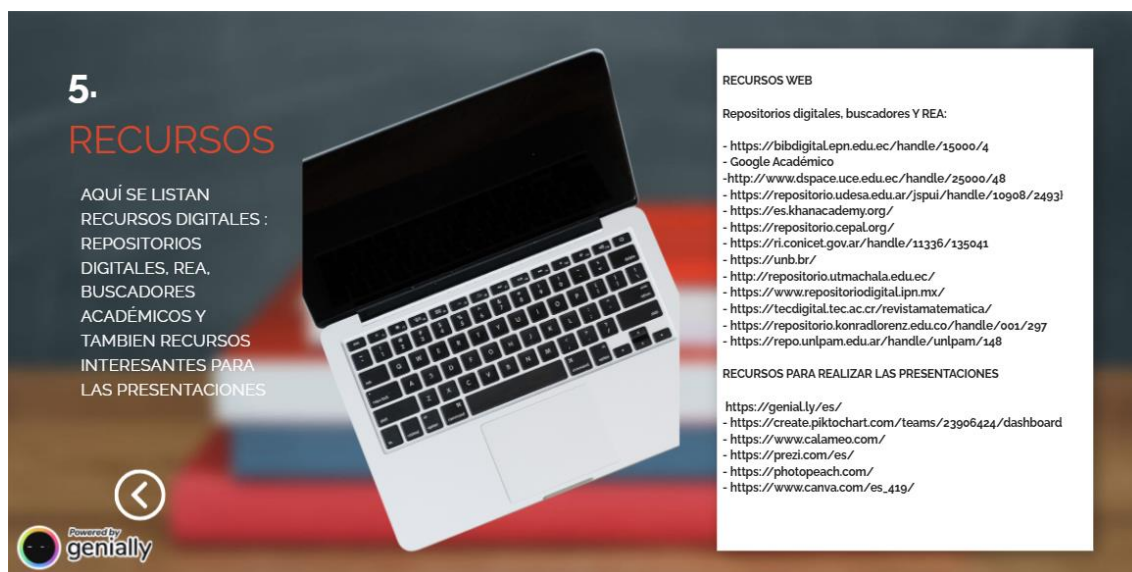 5.
RECURSOS
AQUÍ SE LISTAN
RECURSOS DIGITALES :
REPOSITORIOS
DIGITALES, REA,
BUSCADORES
ACADÉMICOS Y
TAMBIEN RECURSOS
INTERESANTES PARA
LAS PRESENTACIONES
Powered by
genially
RECURSOS WEB
Repositorios digitales, buscadores Y REA:
- https://bibdigital.epn.edu.ec/handle/15000/4
- Google Académico
-http://www.dspace.uce.edu.ec/handle/25000/48
- https://repositorio.udesa.edu.ar/jspui/handle/10908/2493)
- https://es.khanacademy.org/
- https://repositorio.cepal.org/
- https://ri.conicet.gov.ar/handle/11336/135041
- https://unb.br/
- http://repositorio.utmachala.edu.ec/
- https://www.repositoriodigital.ipn.mx/
- https://tecdigital.tec.ac.cr/revistamatematica/
- https://repositorio.konradlorenz.edu.co/handle/001/297
- https://repo.unlpam.edu.ar/handle/unlpam/148
RECURSOS PARA REALIZAR LAS PRESENTACIONES
https://genial.ly/es/
- https://create.piktochart.com/teams/23906424/dashboard
- https://www.calameo.com/
- https://prezi.com/es/
- https://photopeach.com/
- https://www.canva.com/es_419/